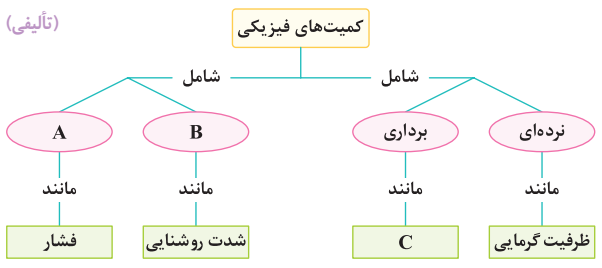 (تألیفی)
کمیت‌های فیزیکی
شامل
شامل
نرده‌ای
برداری
B
A
مانند
مانند
مانند
مانند
ظرفیت گرمایی
C
شدت روشنایی
فشار